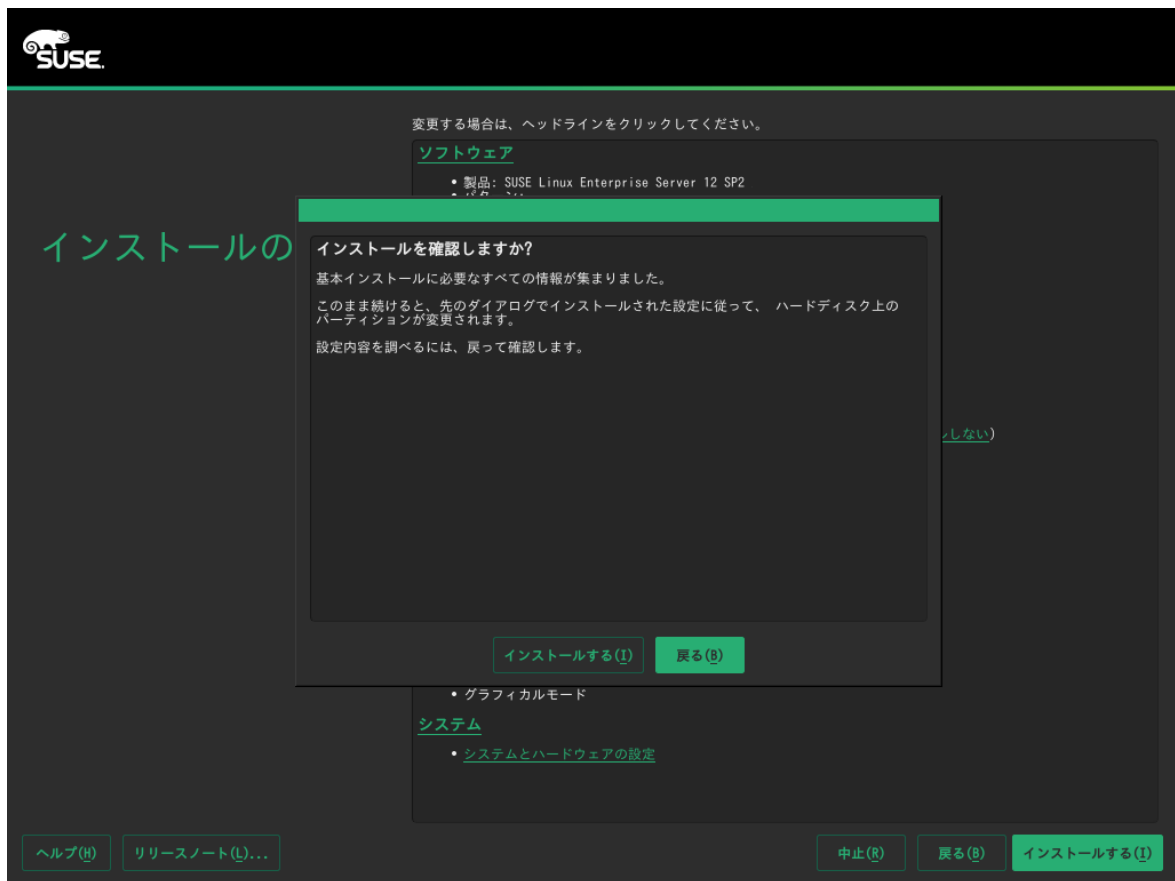 SUSE.
変更する場合は、ヘッドラインをクリックしてください。
ソフトウェア
• 製品: SUSE Linux Enterprise Server 12 SP2
インストールの
インストールを確認しますか?
基本インストールに必要なすべての情報が集まりました。
このまま続けると、先のダイアログでインストールされた設定に従って、 ハードディスク上の
パーティションが変更されます。
設定内容を調べるには、戻って確認します。
しない)
インストールする(I)
戻る(B)
• グラフィカルモード
システム
• システムとハードウェアの設定
ヘルプ(H)
リリースノート(L)...
中止(R)
戻る(B)
インストールする(I)